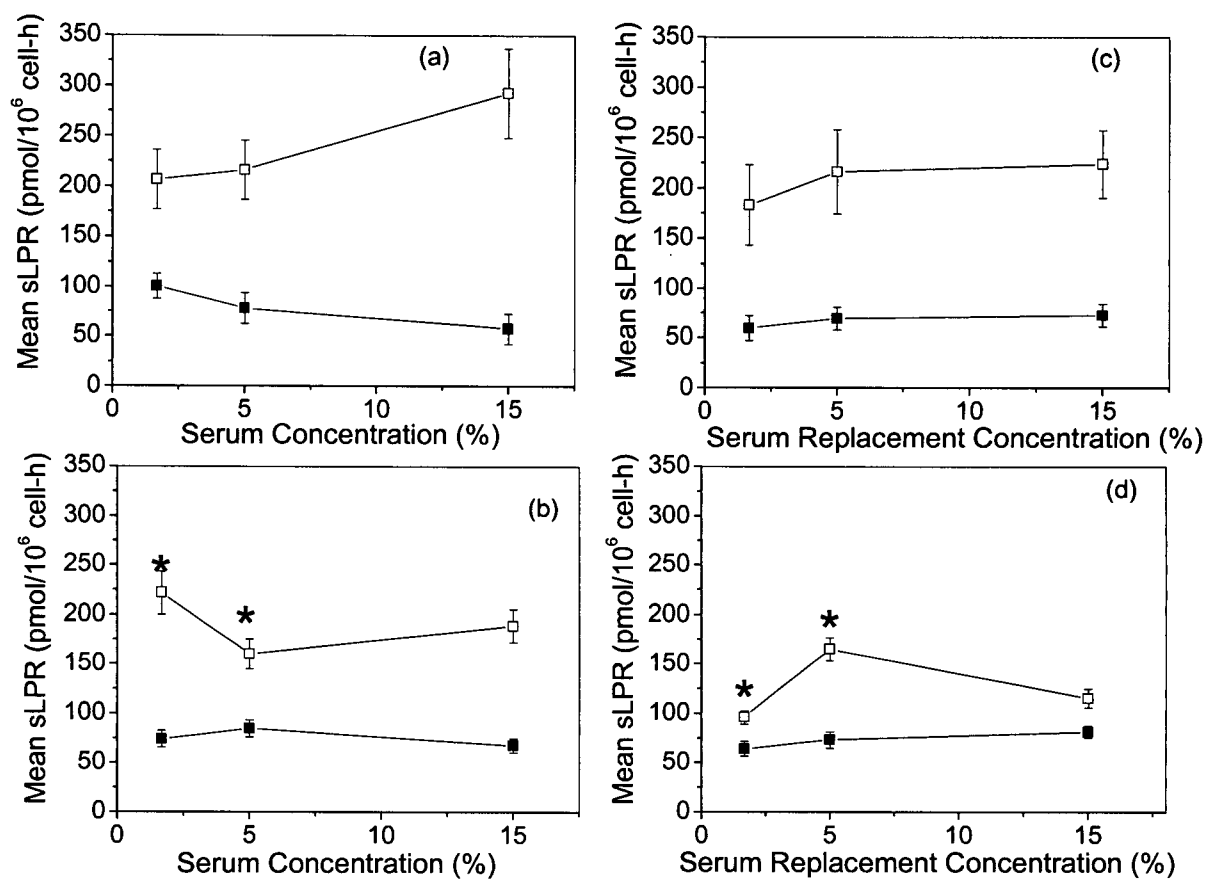 (a)
Mean sLPR (pmol/10⁶ cell-h)
350
300
250
200
150
100
50
0
0 5 10 15
Serum Concentration (%)
(c)
Mean sLPR (pmol/10⁶ cell-h)
350
300
250
200
150
100
50
0
0 5 10 15
Serum Replacement Concentration (%)
(b)
Mean sLPR (pmol/10⁶ cell-h)
350
300
250
200
150
100
50
0
*
*
0 5 10 15
Serum Concentration (%)
(d)
Mean sLPR (pmol/10⁶ cell-h)
350
300
250
200
150
100
50
0
*
*
0 5 10 15
Serum Replacement Concentration (%)